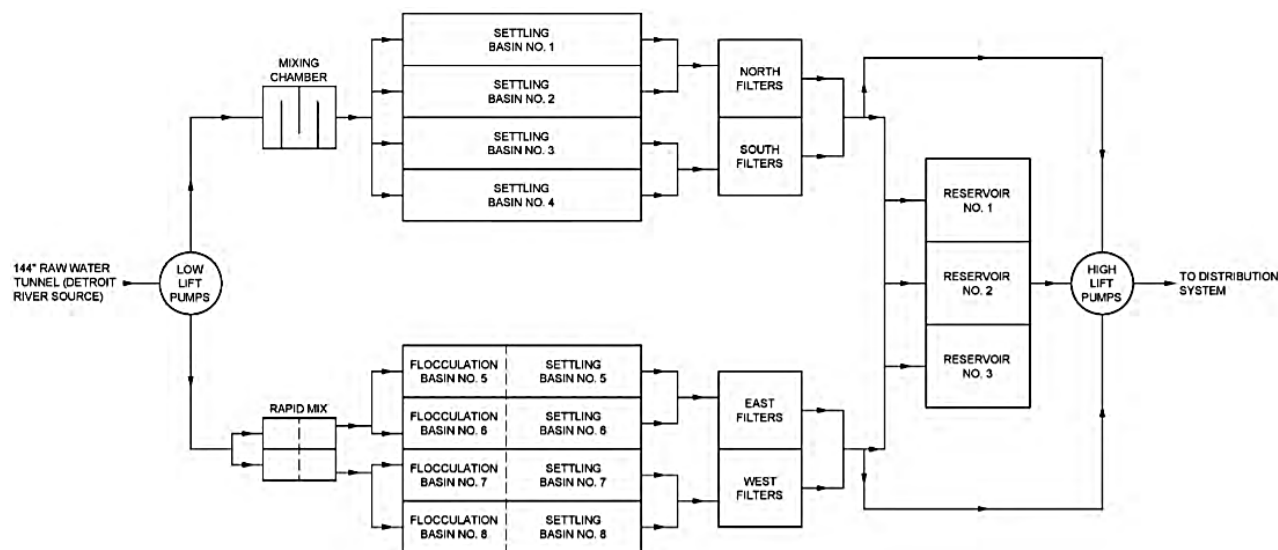 MIXING
CHAMBER
SETTLING
BASIN NO. 1
SETTLING
BASIN NO. 2
SETTLING
BASIN NO. 3
SETTLING
BASIN NO. 4
NORTH
FILTERS
SOUTH
FILTERS
144" RAW WATER
TUNNEL (DETROIT
RIVER SOURCE)
LOW
LIFT
PUMPS
RESERVOIR
NO. 1
RESERVOIR
NO. 2
RESERVOIR
NO. 3
HIGH
LIFT
PUMPS
TO DISTRIBUTION
SYSTEM
RAPID MIX
FLOCCULATION
BASIN NO. 5
SETTLING
BASIN NO. 5
FLOCCULATION
BASIN NO. 6
SETTLING
BASIN NO. 6
FLOCCULATION
BASIN NO. 7
SETTLING
BASIN NO. 7
FLOCCULATION
BASIN NO. 8
SETTLING
BASIN NO. 8
EAST
FILTERS
WEST
FILTERS